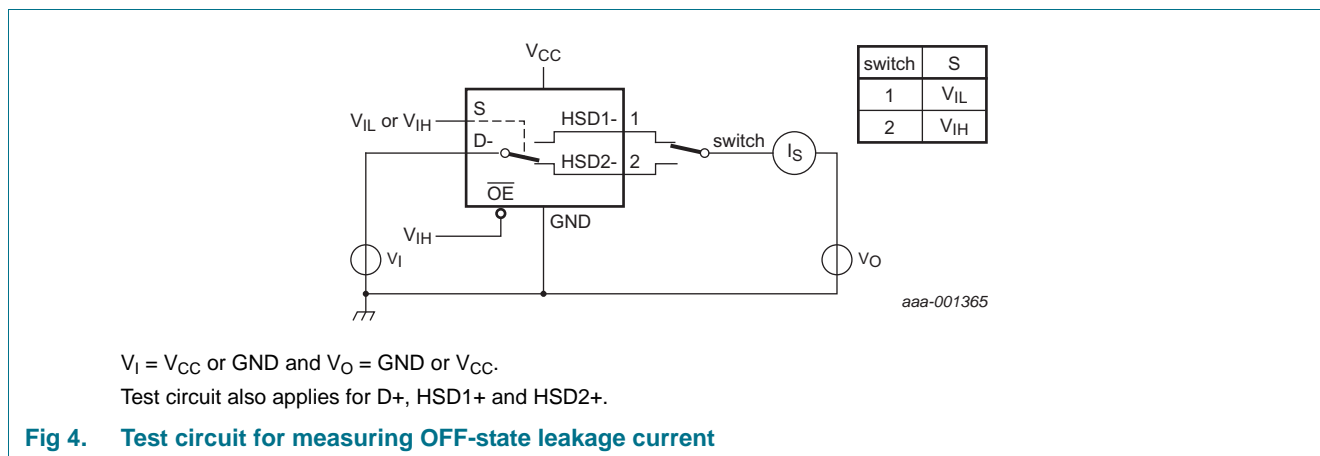 VCC
switch S
1 VIL
2 VIH
S
VIL or VIH
HSD1- 1
D-
switch
IS
HSD2- 2
OE
GND
VIH
VI
VO
aaa-001365
VI = VCC or GND and VO = GND or VCC.
Test circuit also applies for D+, HSD1+ and HSD2+.
Fig 4. Test circuit for measuring OFF-state leakage current